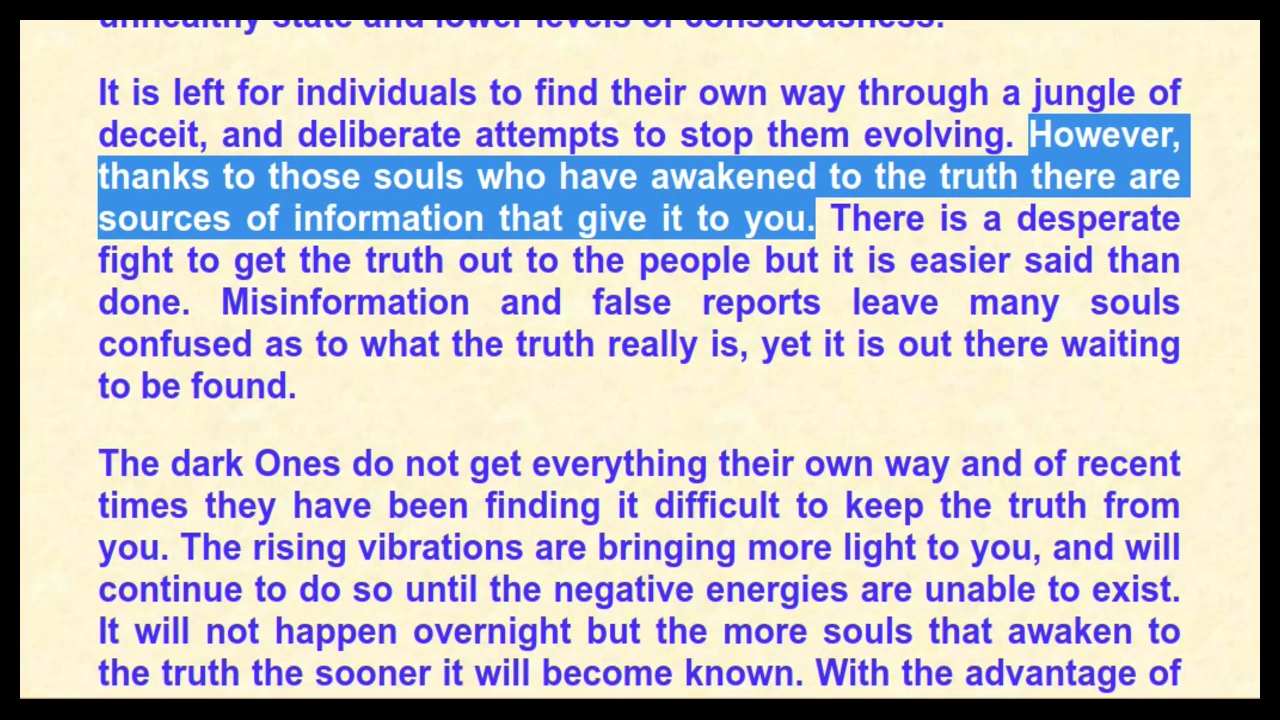 unhealthy state and lower levels of consciousness.
It is left for individuals to find their own way through a jungle of
deceit, and deliberate attempts to stop them evolving. However,
thanks to those souls who have awakened to the truth there are
sources of information that give it to you. There is a desperate
fight to get the truth out to the people but it is easier said than
done. Misinformation and false reports leave many souls
confused as to what the truth really is, yet it is out there waiting
to be found.
The dark Ones do not get everything their own way and of recent
times they have been finding it difficult to keep the truth from
you. The rising vibrations are bringing more light to you, and will
continue to do so until the negative energies are unable to exist.
It will not happen overnight but the more souls that awaken to
the truth the sooner it will become known. With the advantage of